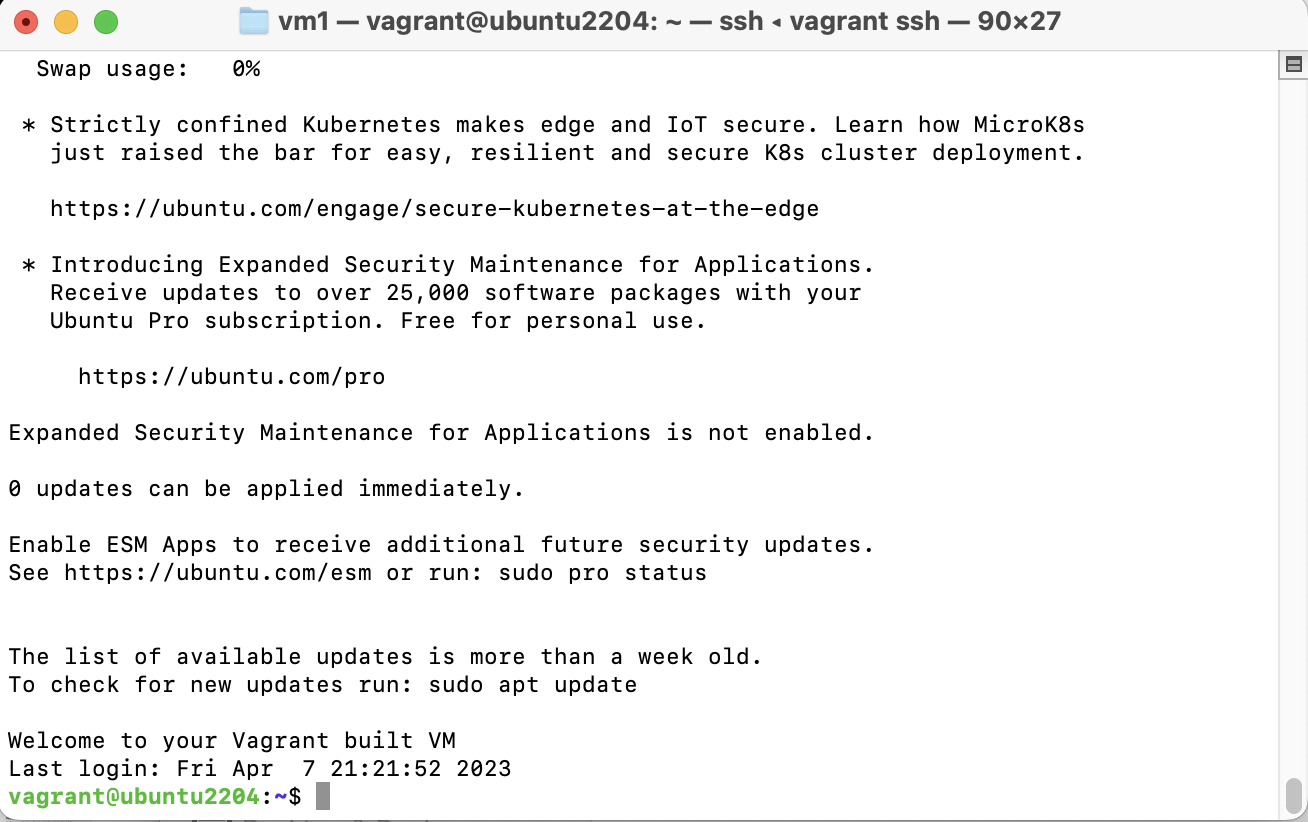 vm1 — vagrant@ubuntu2204: ~ — ssh ◂ vagrant ssh — 90×27
Swap usage:   0%
* Strictly confined Kubernetes makes edge and IoT secure. Learn how MicroK8s
just raised the bar for easy, resilient and secure K8s cluster deployment.
https://ubuntu.com/engage/secure-kubernetes-at-the-edge
* Introducing Expanded Security Maintenance for Applications.
Receive updates to over 25,000 software packages with your
Ubuntu Pro subscription. Free for personal use.
https://ubuntu.com/pro
Expanded Security Maintenance for Applications is not enabled.
0 updates can be applied immediately.
Enable ESM Apps to receive additional future security updates.
See https://ubuntu.com/esm or run: sudo pro status
The list of available updates is more than a week old.
To check for new updates run: sudo apt update
Welcome to your Vagrant built VM
Last login: Fri Apr  7 21:21:52 2023
vagrant@ubuntu2204:~$